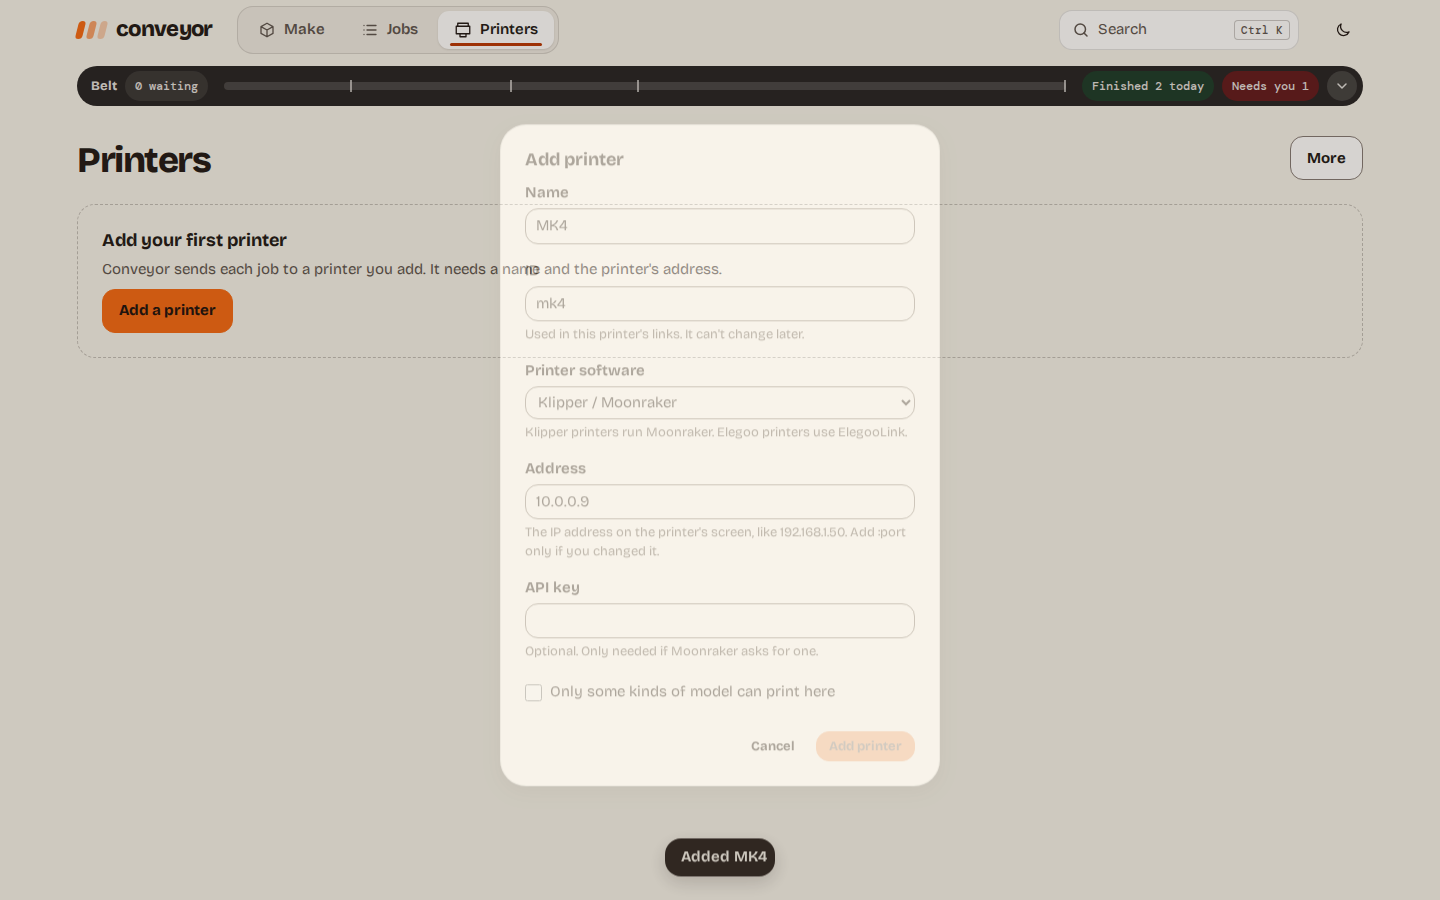 conveyor
Make
Jobs
Printers
Search
Ctrl K
Belt
0 waiting
Finished 2 today
Needs you 1
Printers
More
Add your first printer
Conveyor sends each job to a printer you add. It needs a name and the printer's address.
Add a printer
Add printer
Name
MK4
ID
mk4
Used in this printer's links. It can't change later.
Printer software
Klipper / Moonraker
Klipper printers run Moonraker. Elegoo printers use ElegooLink.
Address
10.0.0.9
The IP address on the printer's screen, like 192.168.1.50. Add :port
only if you changed it.
API key
Optional. Only needed if Moonraker asks for one.
Only some kinds of model can print here
Cancel
Add printer
Added MK4